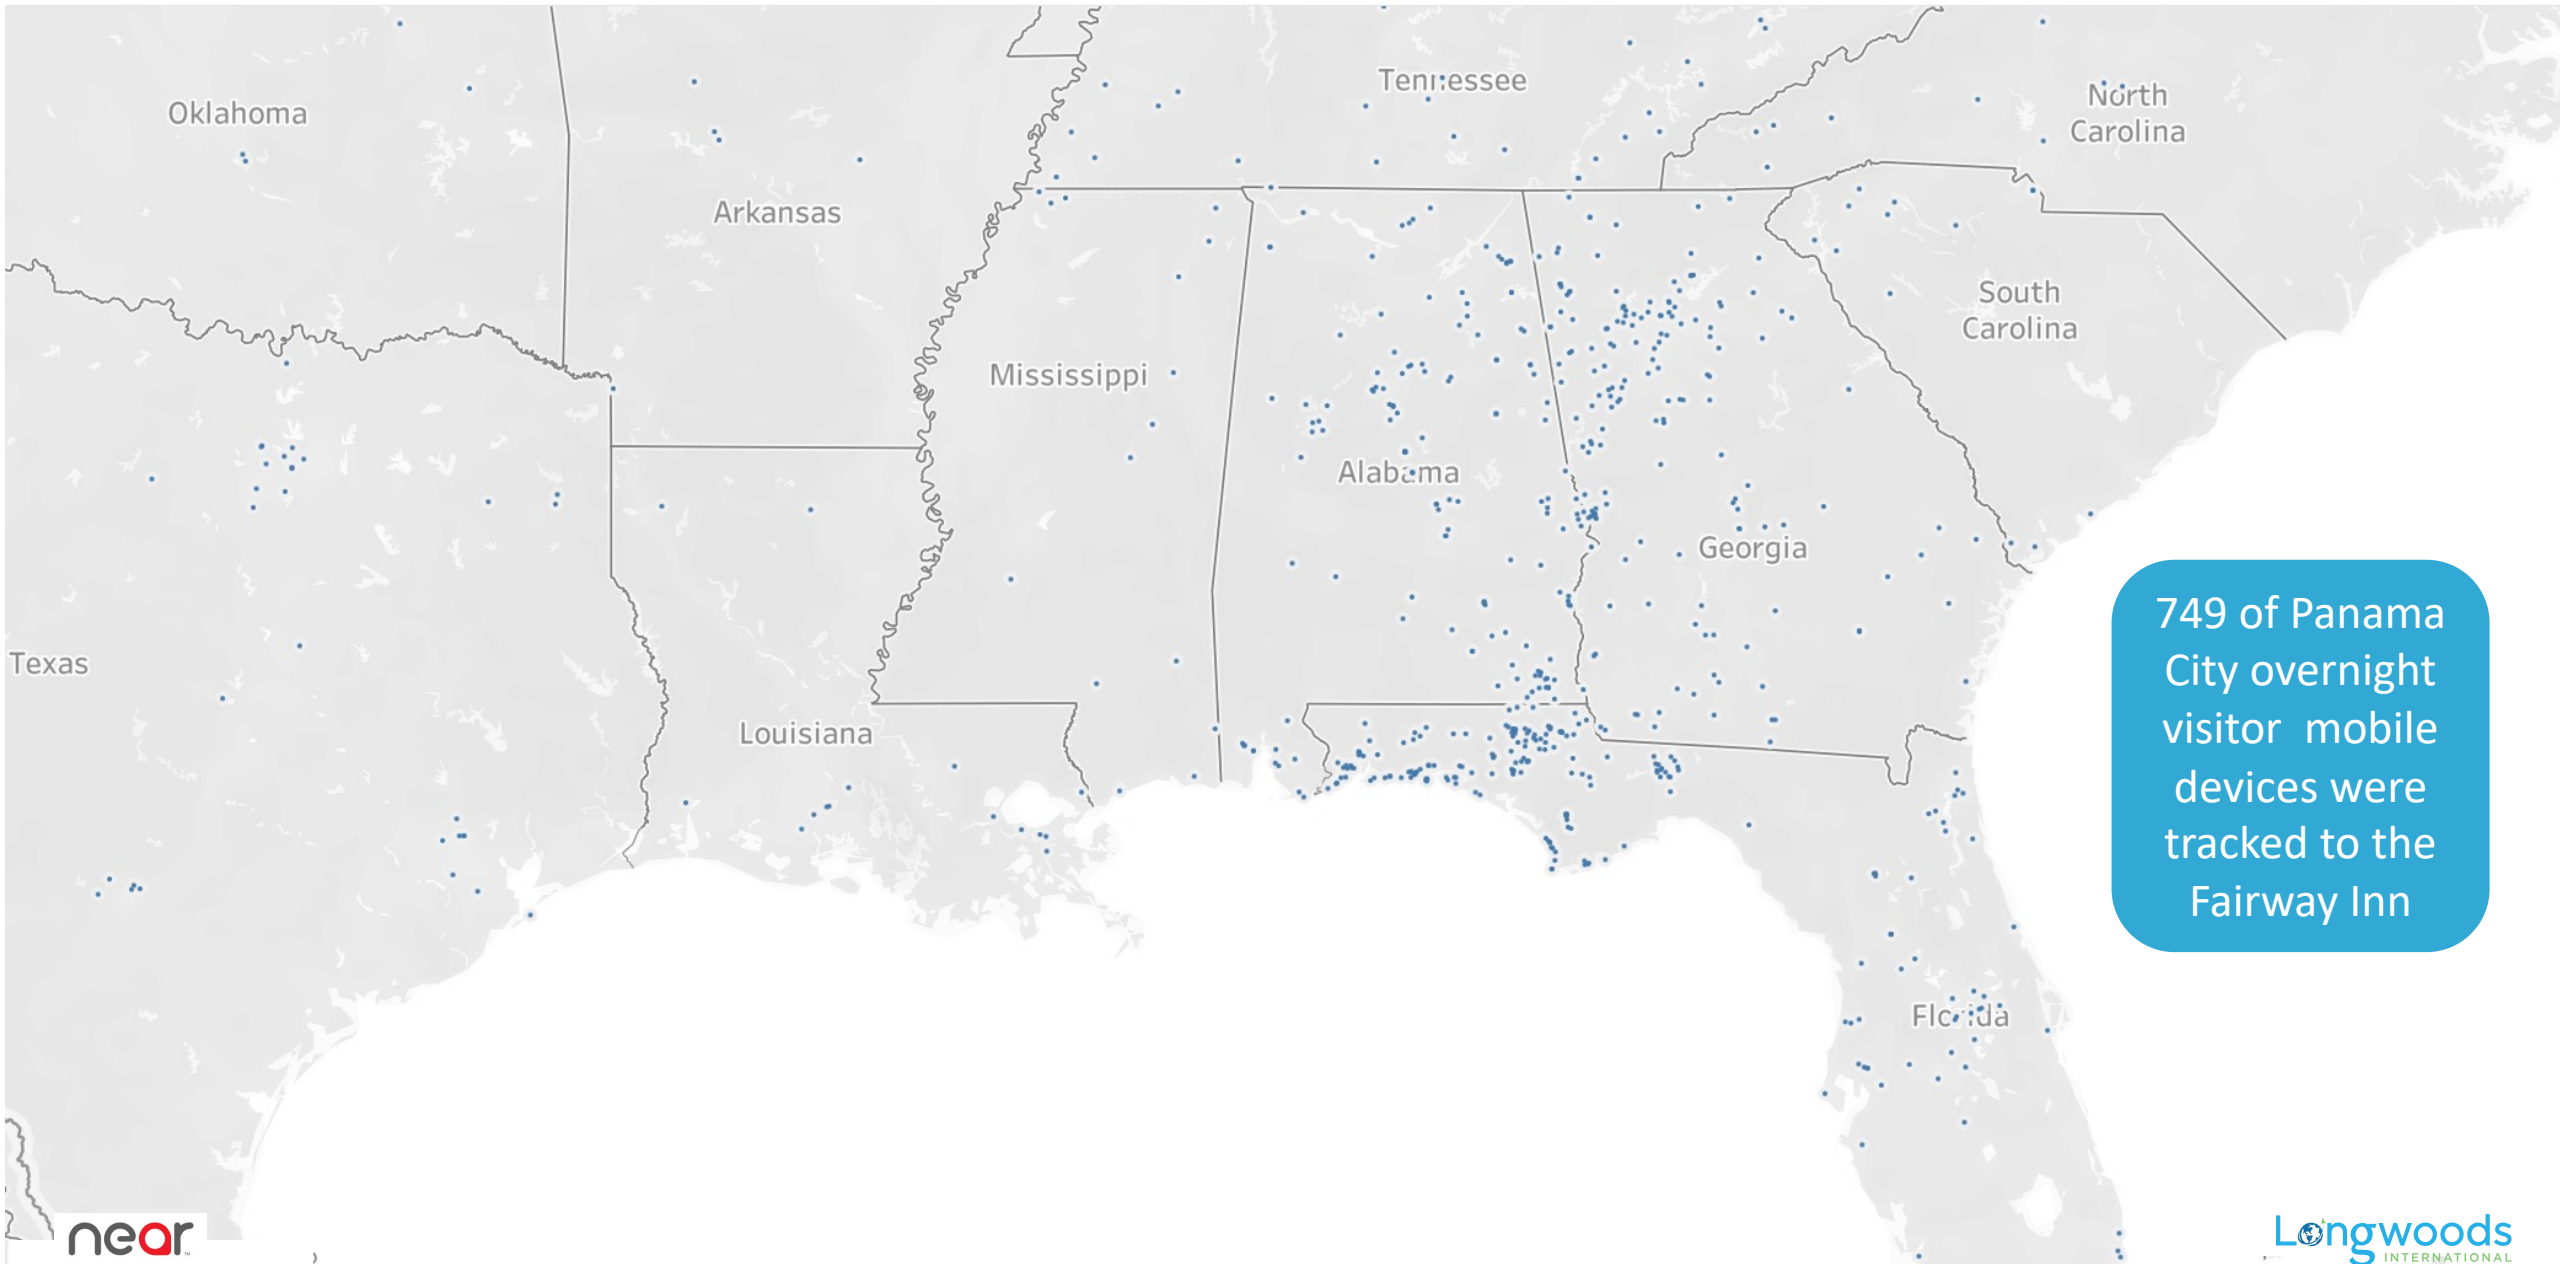 Oklahoma
Tennessee
North
Carolina
Arkansas
South
Carolina
Mississippi
Alabama
Georgia
Texas
Louisiana
749 of Panama
City overnight
visitor mobile
devices were
tracked to the
Fairway Inn
Florida
near
Longwoods
INTERNATIONAL